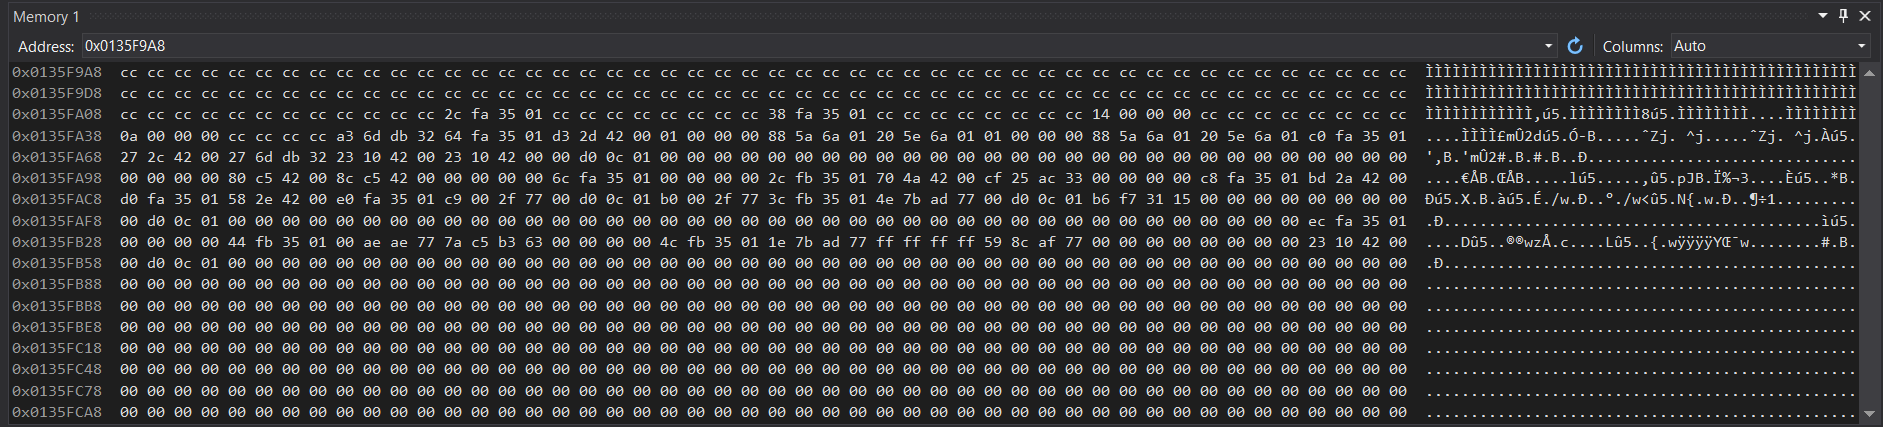 Memory 1
Address: 0x0135F9A8 Columns: Auto
0x0135F9A8 cc cc cc cc cc cc cc cc cc cc cc cc cc cc cc cc cc cc cc cc cc cc cc cc cc cc cc cc cc cc cc cc cc cc cc cc cc cc cc cc cc cc cc cc cc cc cc cc ÌÌÌÌÌÌÌÌÌÌÌÌÌÌÌÌÌÌÌÌÌÌÌÌÌÌÌÌÌÌÌÌÌÌÌÌÌÌÌÌÌÌÌÌÌÌÌÌ
0x0135F9D8 cc cc cc cc cc cc cc cc cc cc cc cc cc cc cc cc cc cc cc cc cc cc cc cc cc cc cc cc cc cc cc cc cc cc cc cc cc cc cc cc cc cc cc cc cc cc cc cc ÌÌÌÌÌÌÌÌÌÌÌÌÌÌÌÌÌÌÌÌÌÌÌÌÌÌÌÌÌÌÌÌÌÌÌÌÌÌÌÌÌÌÌÌÌÌÌÌ
0x0135FA08 cc cc cc cc cc cc cc cc cc cc cc cc 2c fa 35 01 cc cc cc cc cc cc cc cc 38 fa 35 01 cc cc cc cc cc cc cc cc 14 00 00 00 cc cc cc cc cc cc cc cc ÌÌÌÌÌÌÌÌÌÌÌÌ,ú5.ÌÌÌÌÌÌÌÌ8ú5.ÌÌÌÌÌÌÌÌ....ÌÌÌÌÌÌÌÌ
0x0135FA38 0a 00 00 00 cc cc cc cc a3 6d db 32 64 fa 35 01 d3 2d 42 00 01 00 00 00 88 5a 6a 01 20 5e 6a 01 01 00 00 00 88 5a 6a 01 20 5e 6a 01 c0 fa 35 01 ....ÌÌÌÌ£mÛ2dú5.Ó-B.....ˆZj. ^j.....ˆZj. ^j.Àú5.
0x0135FA68 27 2c 42 00 27 6d db 32 23 10 42 00 23 10 42 00 00 d0 0c 01 00 00 00 00 00 00 00 00 00 00 00 00 00 00 00 00 00 00 00 00 00 00 00 00 00 00 00 00 ',B.'mÛ2#.B.#.B..Ð..............................
0x0135FA98 00 00 00 00 80 c5 42 00 8c c5 42 00 00 00 00 00 6c fa 35 01 00 00 00 00 2c fb 35 01 70 4a 42 00 cf 25 ac 33 00 00 00 00 c8 fa 35 01 bd 2a 42 00 ....€ÅB.ŒÅB.....lú5.....,û5.pJB.Ï%¬3....Èú5..*B.
0x0135FAC8 d0 fa 35 01 58 2e 42 00 e0 fa 35 01 c9 00 2f 77 00 d0 0c 01 b0 00 2f 77 3c fb 35 01 4e 7b ad 77 00 d0 0c 01 b6 f7 31 15 00 00 00 00 00 00 00 00 Ðú5.X.B.àú5.É./w.Ð..°./w<û5.N{.w.Ð..¶÷1.........
0x0135FAF8 00 d0 0c 01 00 00 00 00 00 00 00 00 00 00 00 00 00 00 00 00 00 00 00 00 00 00 00 00 00 00 00 00 00 00 00 00 00 00 00 00 00 00 00 00 ec fa 35 01 .Ð..........................................ìú5.
0x0135FB28 00 00 00 00 44 fb 35 01 00 ae ae 77 7a c5 b3 63 00 00 00 00 4c fb 35 01 1e 7b ad 77 ff ff ff ff 59 8c af 77 00 00 00 00 00 00 00 00 23 10 42 00 ....Dû5..®®wzÅ.c....Lû5..{.wÿÿÿÿYŒ¯w........#.B.
0x0135FB58 00 d0 0c 01 00 00 00 00 00 00 00 00 00 00 00 00 00 00 00 00 00 00 00 00 00 00 00 00 00 00 00 00 00 00 00 00 00 00 00 00 00 00 00 00 00 00 00 00 .Ð..............................................
0x0135FB88 00 00 00 00 00 00 00 00 00 00 00 00 00 00 00 00 00 00 00 00 00 00 00 00 00 00 00 00 00 00 00 00 00 00 00 00 00 00 00 00 00 00 00 00 00 00 00 00 ................................................
0x0135FBB8 00 00 00 00 00 00 00 00 00 00 00 00 00 00 00 00 00 00 00 00 00 00 00 00 00 00 00 00 00 00 00 00 00 00 00 00 00 00 00 00 00 00 00 00 00 00 00 00 ................................................
0x0135FBE8 00 00 00 00 00 00 00 00 00 00 00 00 00 00 00 00 00 00 00 00 00 00 00 00 00 00 00 00 00 00 00 00 00 00 00 00 00 00 00 00 00 00 00 00 00 00 00 00 ................................................
0x0135FC18 00 00 00 00 00 00 00 00 00 00 00 00 00 00 00 00 00 00 00 00 00 00 00 00 00 00 00 00 00 00 00 00 00 00 00 00 00 00 00 00 00 00 00 00 00 00 00 00 ................................................
0x0135FC48 00 00 00 00 00 00 00 00 00 00 00 00 00 00 00 00 00 00 00 00 00 00 00 00 00 00 00 00 00 00 00 00 00 00 00 00 00 00 00 00 00 00 00 00 00 00 00 00 ................................................
0x0135FC78 00 00 00 00 00 00 00 00 00 00 00 00 00 00 00 00 00 00 00 00 00 00 00 00 00 00 00 00 00 00 00 00 00 00 00 00 00 00 00 00 00 00 00 00 00 00 00 00 ................................................
0x0135FCA8 00 00 00 00 00 00 00 00 00 00 00 00 00 00 00 00 00 00 00 00 00 00 00 00 00 00 00 00 00 00 00 00 00 00 00 00 00 00 00 00 00 00 00 00 00 00 00 00 ................................................